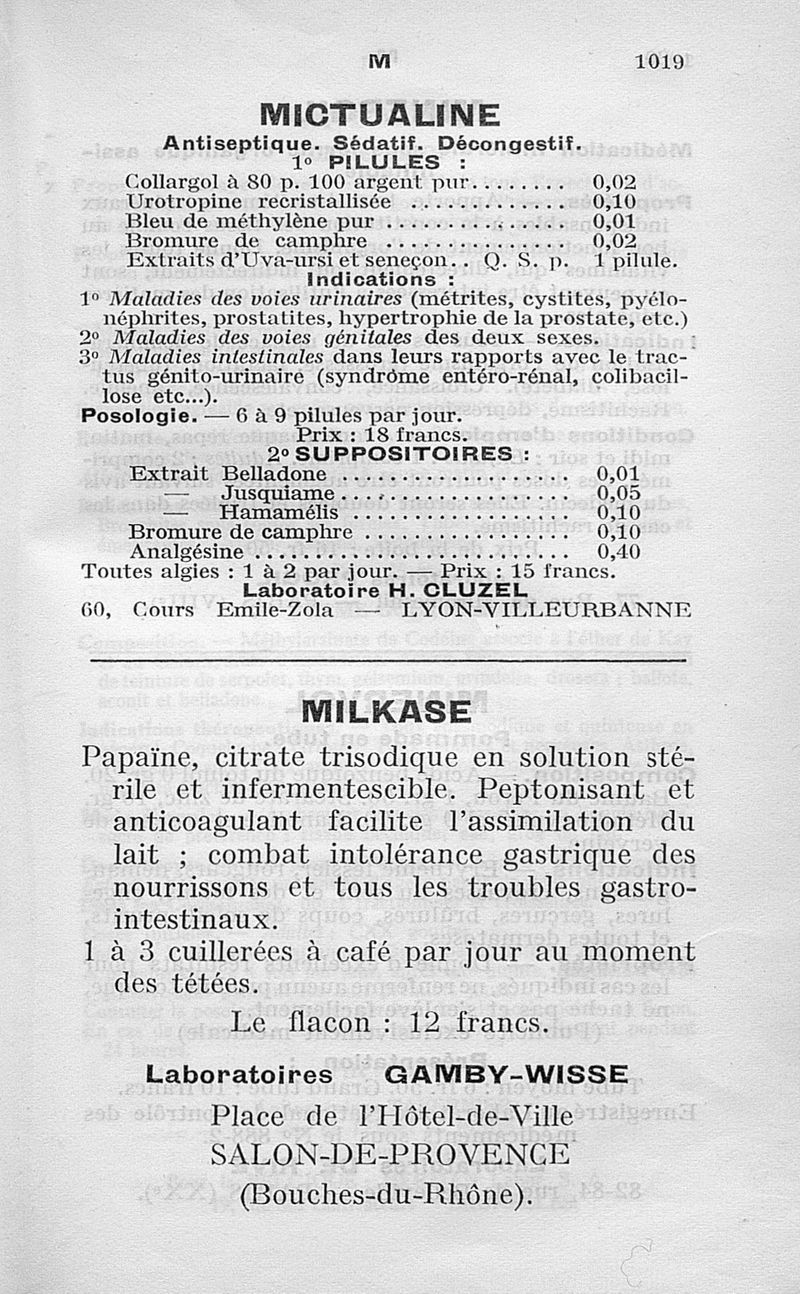 M 1019
MICTUALINE
Antiseptique. Sédatif. Décongestif.
1º PILULES :
Collargol à 80 p. 100 argent pur......... 0,02
Urotropine recristallisée ............. 0,10
Bleu de méthylène pur ............... 0,01
Bromure de camphre ............... 0,02
Extraits d'Uva-ursi et seneçon.. Q. S. p. 1 pilule.
Indications :
1º Maladies des voies urinaires (métrites, cystites, pyélo-
néphrites, prostatites, hypertrophie de la prostate, etc.)
2º Maladies des voies génitales des deux sexes.
3º Maladies intestinales dans leurs rapports avec le trac-
tus génito-urinaire (syndrôme entéro-rénal, colibacil-
lose etc...).
Posologie. — 6 à 9 pilules par jour.
Prix : 18 francs.
2º SUPPOSITOIRES :
Extrait Belladone ................... 0,01
— Jusquiame................... 0,05
Hamamélis .................. 0,10
Bromure de camphre ................. 0,10
Analgésine .......................... 0,40
Toutes algies : 1 à 2 par jour. — Prix : 15 francs.
Laboratoire H. CLUZEL
60, Cours Emile-Zola — LYON-VILLEURBANNE
MILKASE
Papaïne, citrate trisodique en solution sté-
rile et infermentescible. Peptonisant et
anticoagulant facilite l'assimilation du
lait ; combat intolérance gastrique des
nourrissons et tous les troubles gastro-
intestinaux.
1 à 3 cuillerées à café par jour au moment
des tétées.
Le flacon : 12 francs.
Laboratoires GAMBY-WISSE
Place de l'Hôtel-de-Ville
SALON-DE-PROVENCE
(Bouches-du-Rhône).